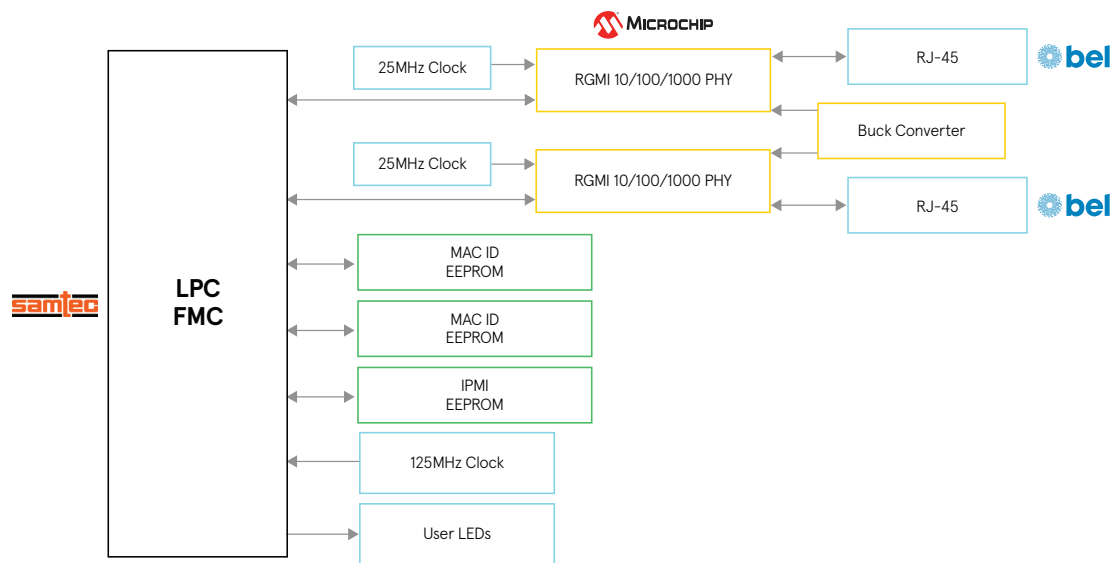 MICROCHIP
25MHz Clock
RGMI 10/100/1000 PHY
RJ-45
bel
Buck Converter
25MHz Clock
RGMI 10/100/1000 PHY
RJ-45
bel
MAC ID
EEPROM
samtec
LPC
FMC
MAC ID
EEPROM
IPMI
EEPROM
125MHz Clock
User LEDs